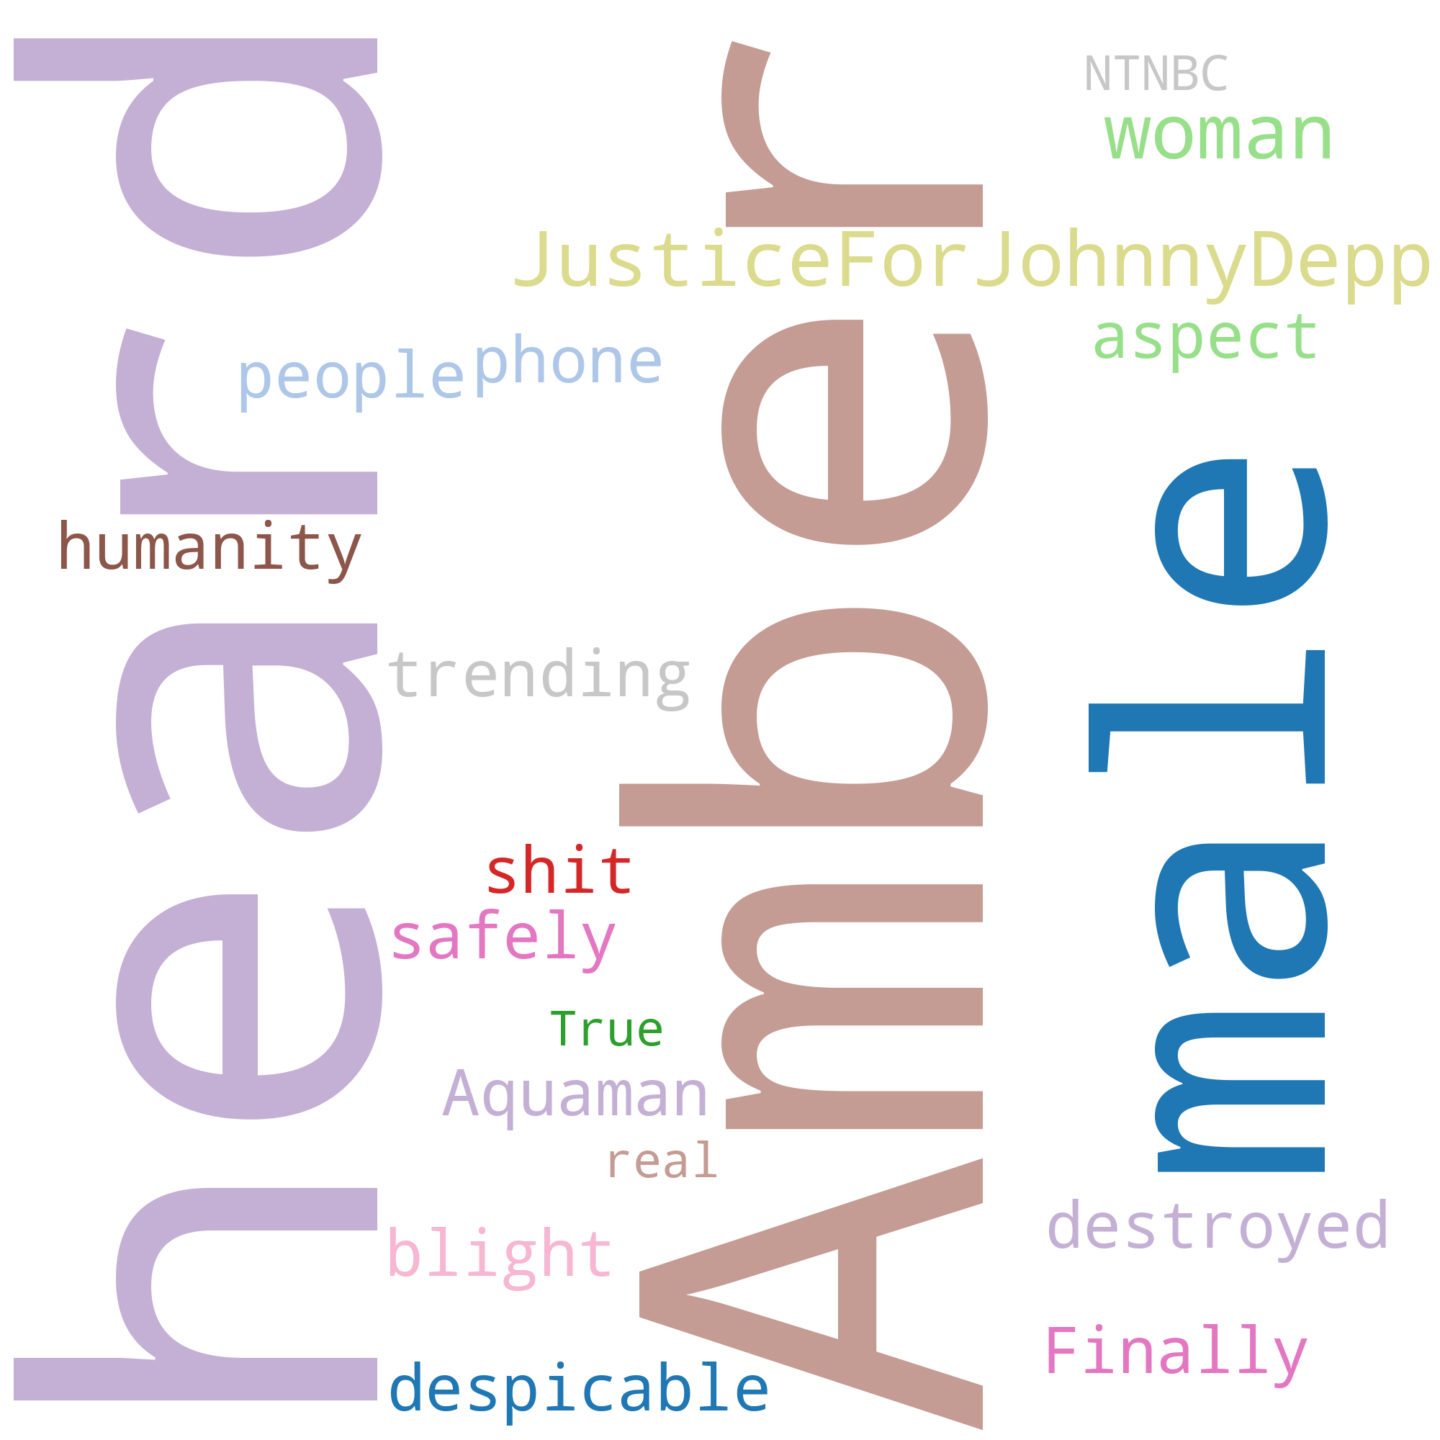 heard
Amber
male
NTNBC
woman
JusticeForJohnnyDepp
aspect
people
phone
humanity
trending
shit
safely
True
Aquaman
real
blight
destroyed
Finally
despicable